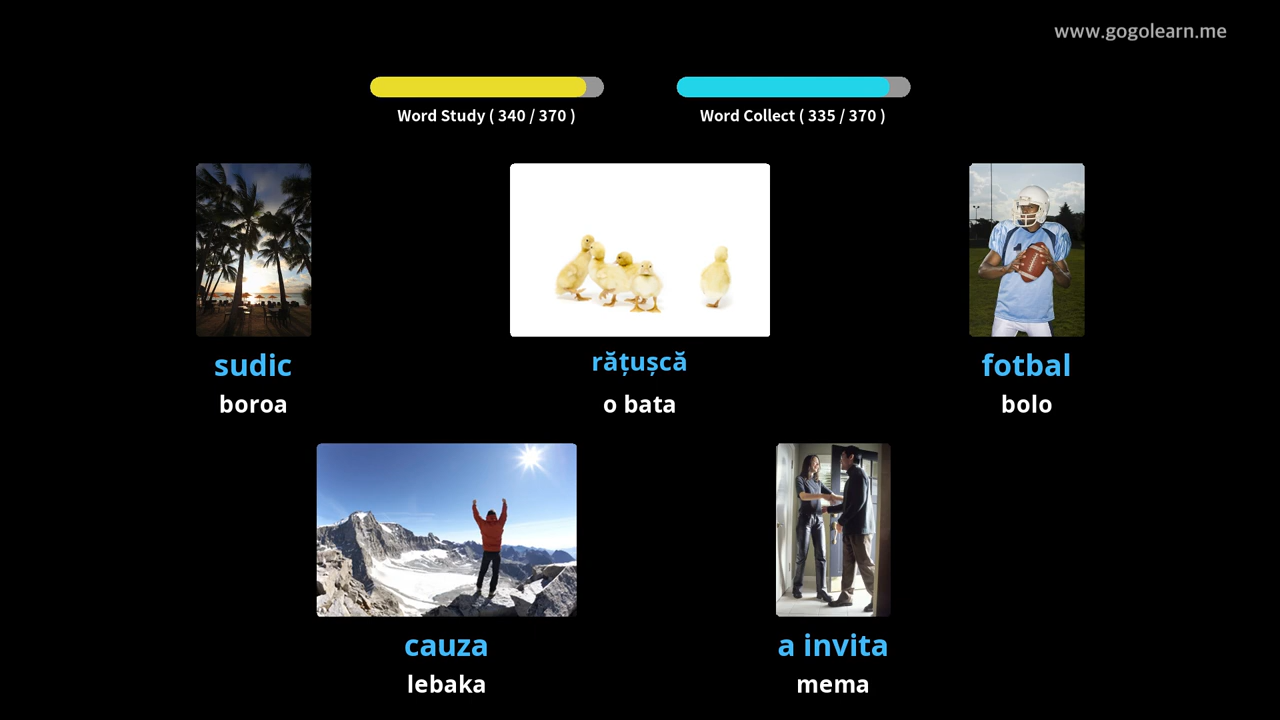 www.gogolearn.me
Word Study ( 340 / 370 )
Word Collect ( 335 / 370 )
sudic
boroa
rățușcă
o bata
fotbal
bolo
cauza
lebaka
a invita
mema